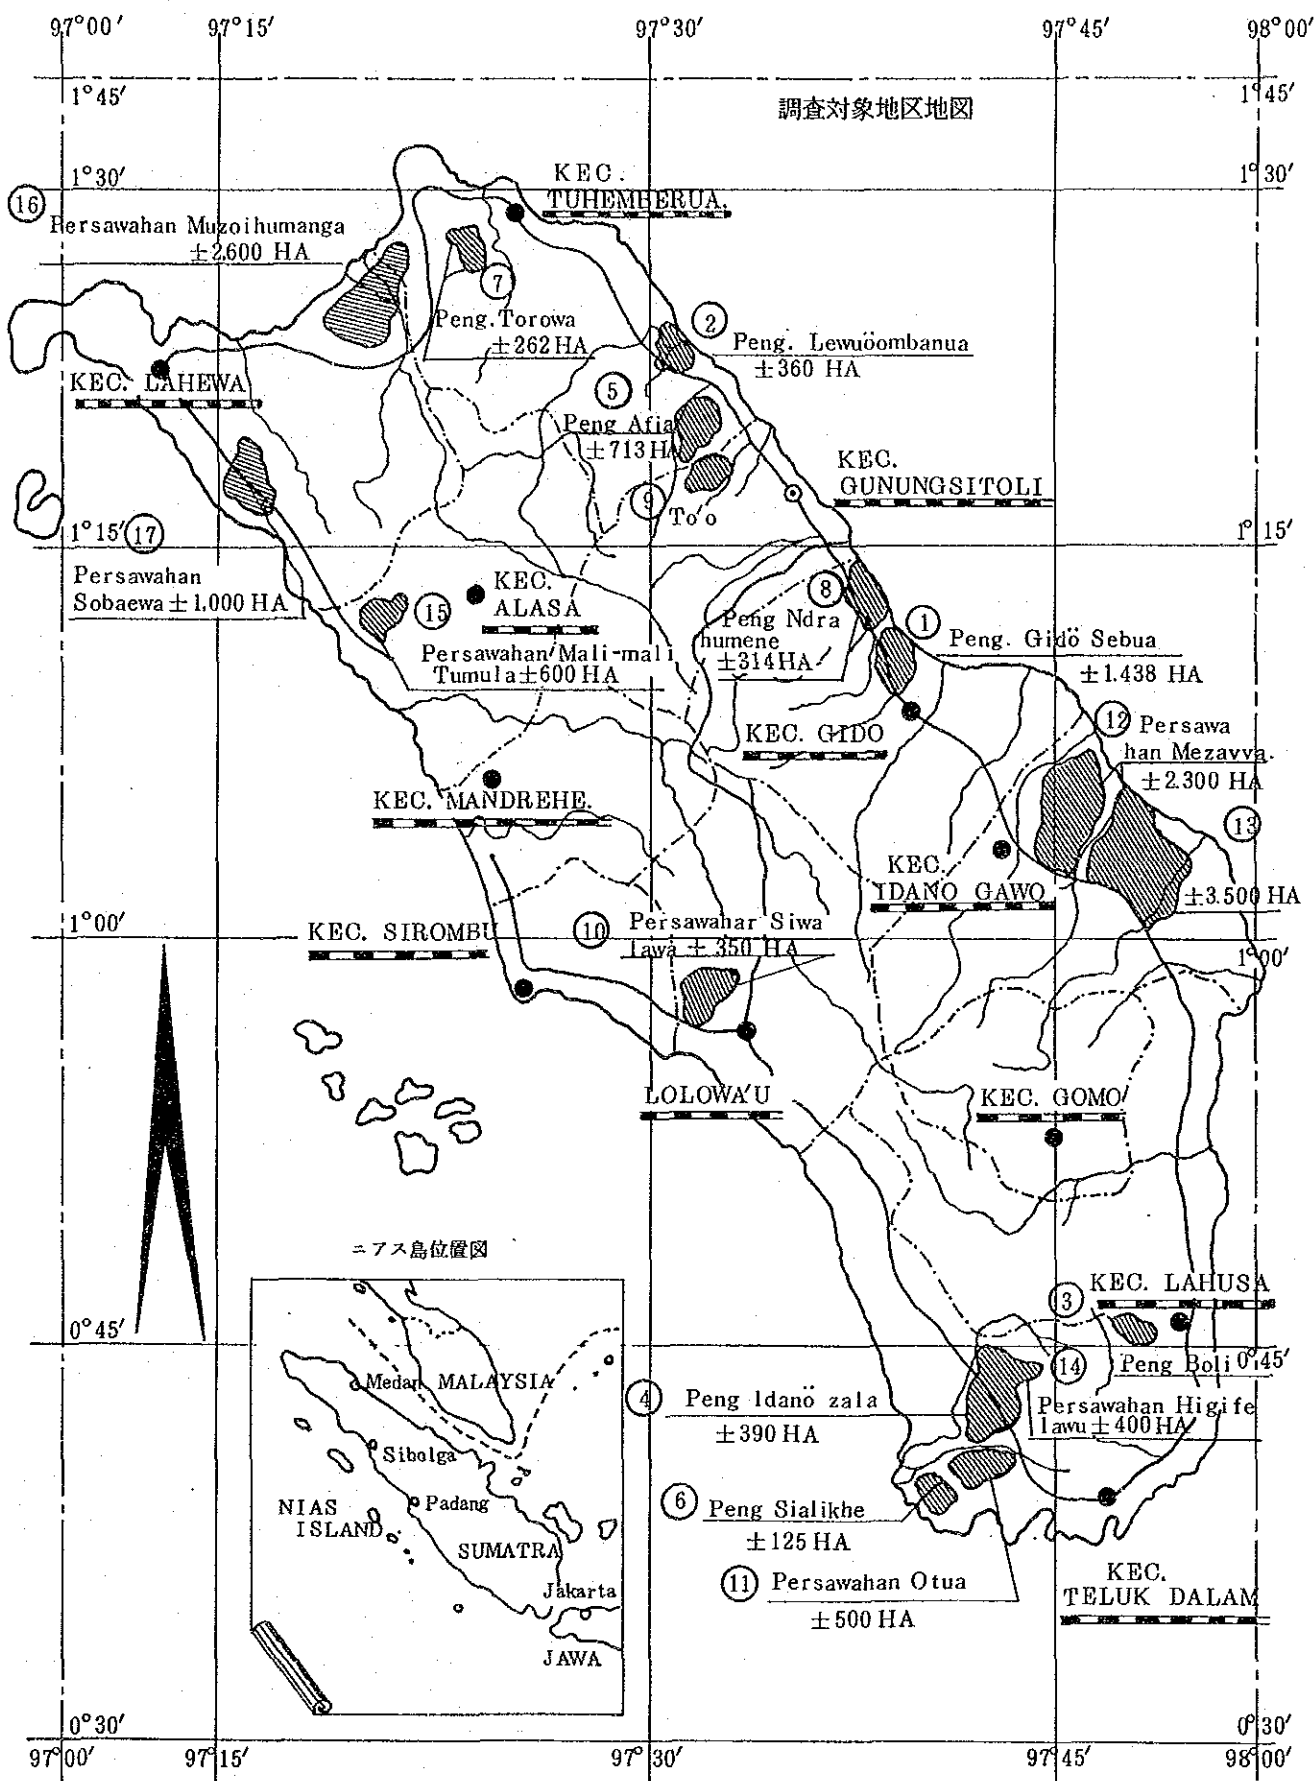 97°00′ 97°15′ 97°30′ 97°45′ 98°00′
1°45′ 1°45′
調査対象地区地図
1°30′ 1°30′
KEC.
TUHEMBERUA.
16
Persawahan Muzoihumanga
±2.600 HA
7
Peng. Torowa
±262 HA
2
Peng. Lewuöombanua
±360 HA
KEC. LAHEWA
5
Peng Afia
±713 HA
KEC.
GUNUNGSITOLI
9
To'o
1°15′ 1°15′
17
Persawahan
Sobaewa ±1.000 HA
KEC.
ALASA
15
Persawahan Mali-mali
Tumula ±600 HA
8
Peng Ndra
humene
±314 HA
1
Peng. Gidö Sebua
±1.438 HA
KEC. GIDO
12
Persawa
han Mezavva.
±2.300 HA
KEC. MANDREHE.
13
±3.500 HA
KEC.
IDANO GAWO
1°00′ 1°00′
KEC. SIROMBU
10
Persawahar Siwa
lawa ±350 HA
LOLOWA'U
KEC. GOMO
ニアス島位置図
KEC. LAHUSA
3
0°45′ 0°45′
14
Peng Boli
4
Peng Idanö zala
±390 HA
Persawahan Higife
lawu ±400 HA
6
Peng Sialikhe
±125 HA
11
Persawahan Otua
±500 HA
KEC.
TELUK DALAM
Medan MALAYSIA
Sibolga
Padang
NIAS
ISLAND
SUMATRA
Jakarta
JAWA
0°30′ 0°30′
97°00′ 97°15′ 97°30′ 97°45′ 98°00′